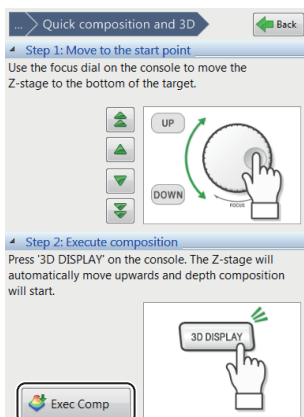 ... Quick composition and 3D
Back
Step 1: Move to the start point
Use the focus dial on the console to move the
Z-stage to the bottom of the target.
UP
DOWN
FOCUS
Step 2: Execute composition
Press '3D DISPLAY' on the console. The Z-stage will
automatically move upwards and depth composition
will start.
3D DISPLAY
Exec Comp